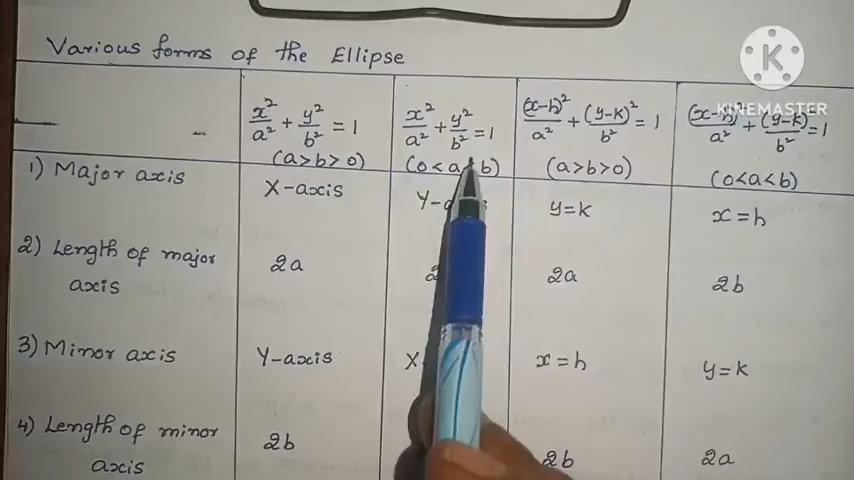 Various forms of the Ellipse
K
KINEMASTER
x²/a² + y²/b² = 1
(a>b>0)
x²/a² + y²/b² = 1
(0<a<b)
(x-h)²/a² + (y-k)²/b² = 1
(a>b>0)
(x-h)²/a² + (y-k)²/b² = 1
(0<a<b)
1) Major axis
X-axis
y=k
x=h
2) Length of major
axis
2a
2a
2b
3) Minor axis
Y-axis
x=h
y=k
4) Length of minor
axis
2b
2b
2a